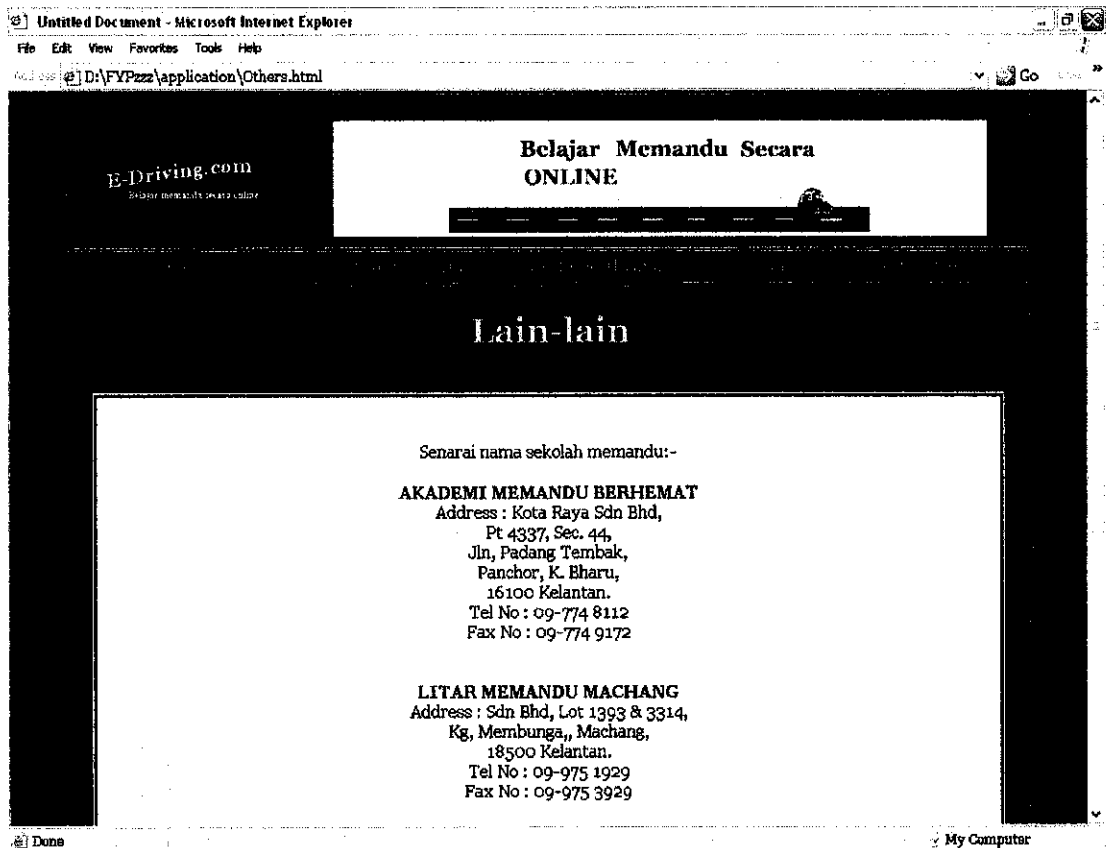 Untitled Document - Microsoft Internet Explorer
File Edit View Favorites Tools Help
D:\FYPzzz\application\Others.html Go
E-Driving.com
Belajar memandu secara online
Belajar Memandu Secara
ONLINE
Lain-lain
Senarai nama sekolah memandu:-
AKADEMI MEMANDU BERHEMAT
Address : Kota Raya Sdn Bhd,
Pt 4337, Sec. 44,
Jln, Padang Tembak,
Panchor, K. Bharu,
16100 Kelantan.
Tel No : 09-774 8112
Fax No : 09-774 9172
LITAR MEMANDU MACHANG
Address : Sdn Bhd, Lot 1393 & 3314,
Kg, Membunga,, Machang,
18500 Kelantan.
Tel No : 09-975 1929
Fax No : 09-975 3929
Done My Computer